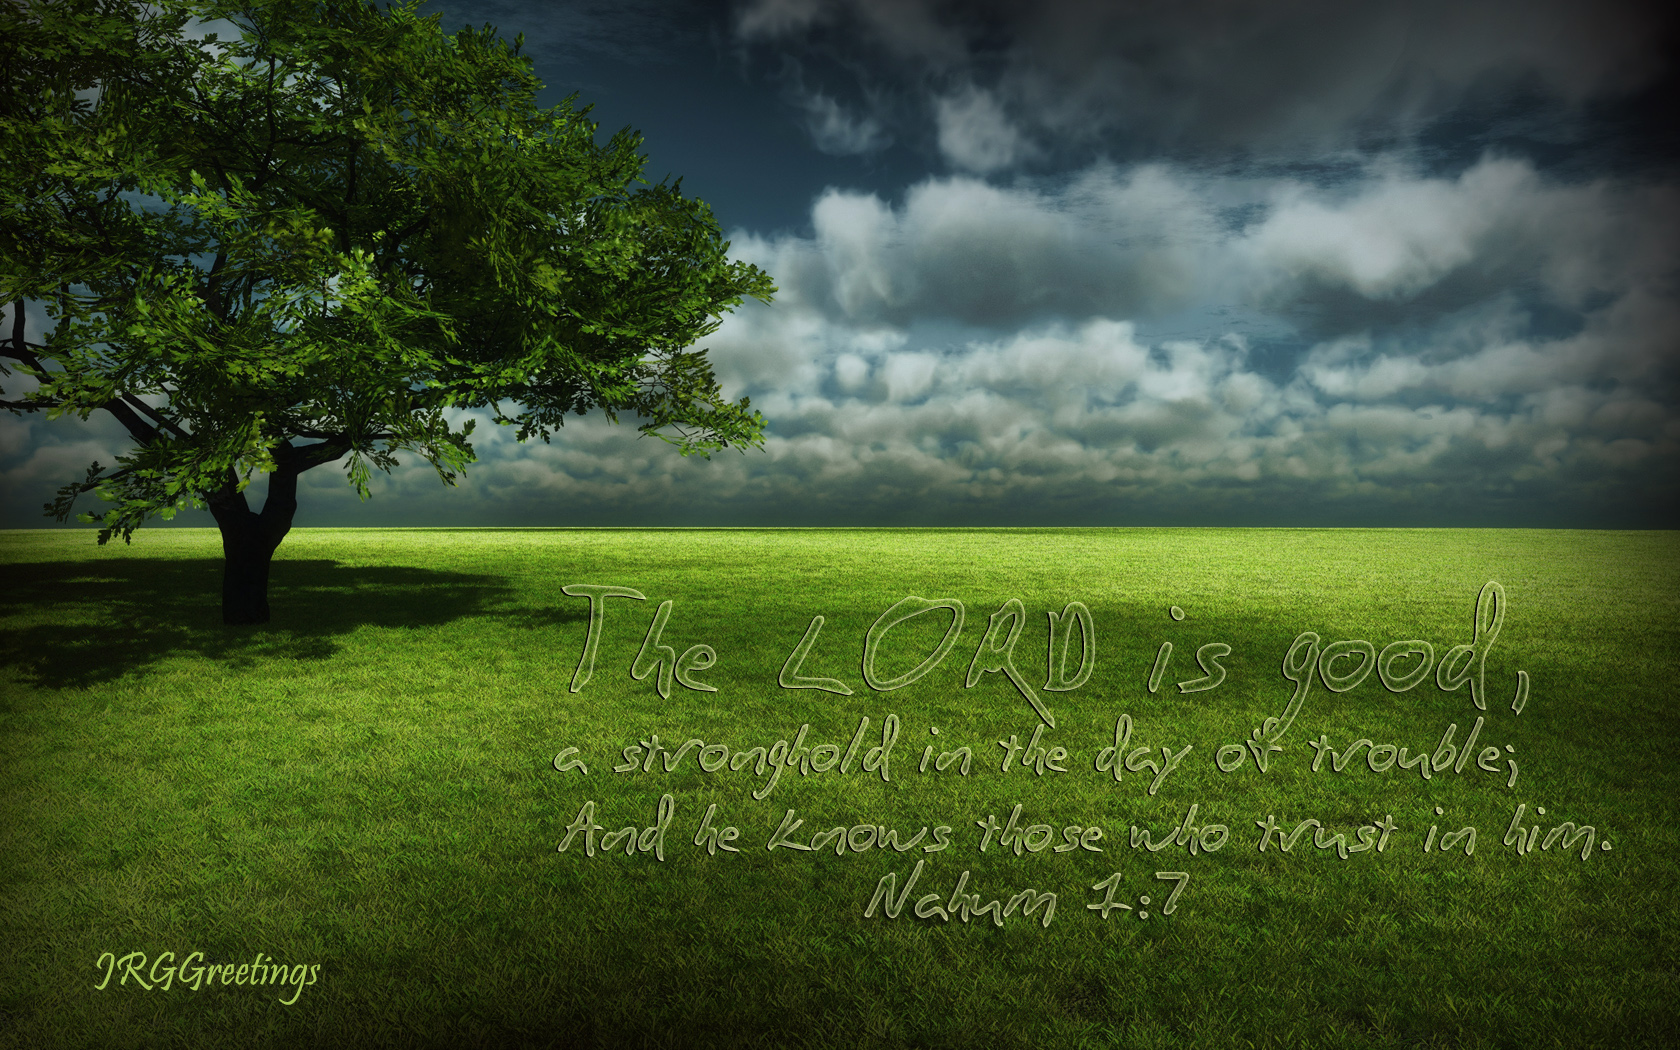 The LORD is good,
a stronghold in the day of trouble;
And he knows those who trust in him.
Nahum 1:7
JRGGreetings